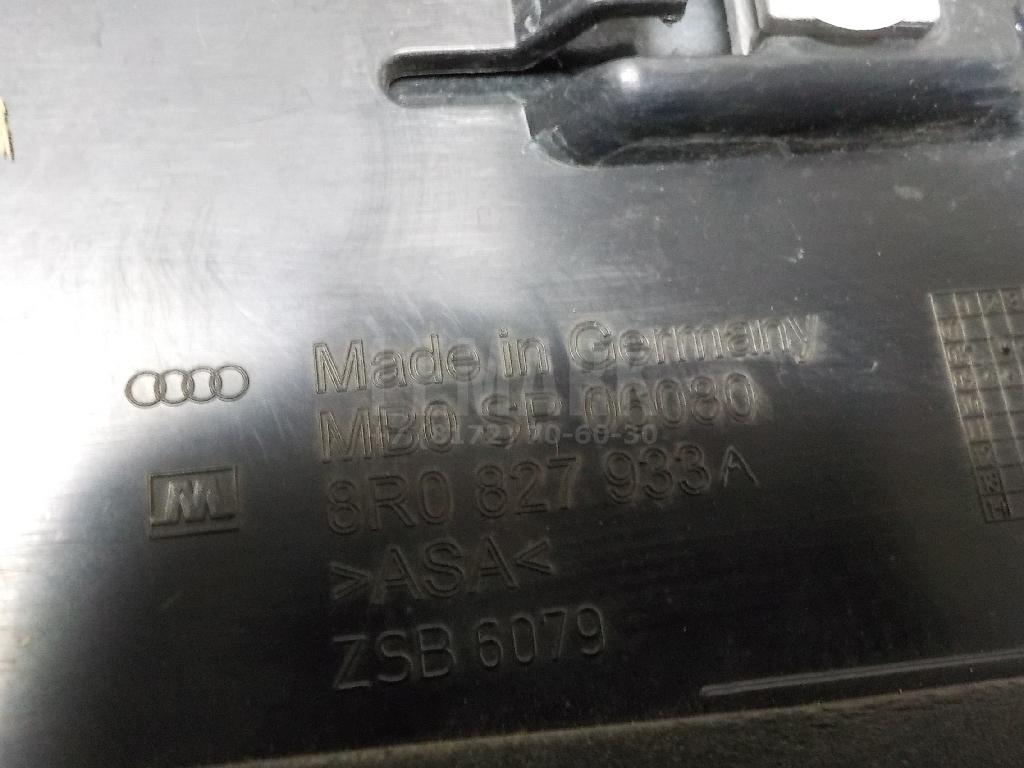 Made in Germany
MB0 SP 06080
8R0 827 933 A
>ASA<
ZSB 6079